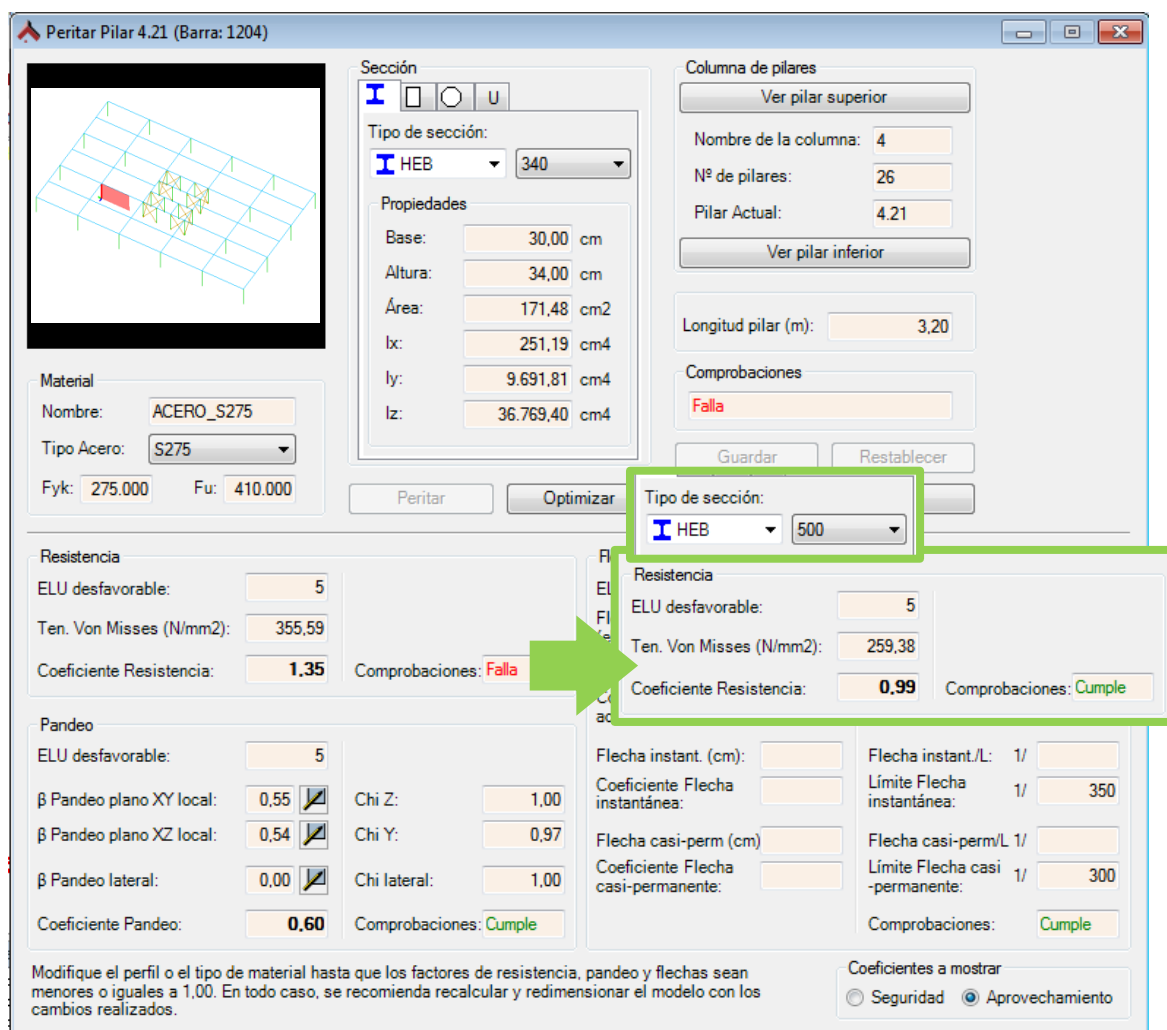 Peritar Pilar 4.21 (Barra: 1204)
Sección
U
Tipo de sección:
HEB 340
Propiedades
Base: 30,00 cm
Altura: 34,00 cm
Área: 171,48 cm2
Ix: 251,19 cm4
Iy: 9.691,81 cm4
Iz: 36.769,40 cm4
Columna de pilares
Ver pilar superior
Nombre de la columna: 4
Nº de pilares: 26
Pilar Actual: 4.21
Ver pilar inferior
Longitud pilar (m): 3,20
Comprobaciones
Falla
Guardar Restablecer
Material
Nombre: ACERO_S275
Tipo Acero: S275
Fyk: 275.000 Fu: 410.000
Peritar Optimizar
Tipo de sección:
HEB 500
Resistencia
ELU desfavorable: 5
Ten. Von Misses (N/mm2): 355,59
Coeficiente Resistencia: 1,35 Comprobaciones: Falla
Resistencia
ELU desfavorable: 5
Ten. Von Misses (N/mm2): 259,38
Coeficiente Resistencia: 0,99 Comprobaciones: Cumple
Pandeo
ELU desfavorable: 5
β Pandeo plano XY local: 0,55 Chi Z: 1,00
β Pandeo plano XZ local: 0,54 Chi Y: 0,97
β Pandeo lateral: 0,00 Chi lateral: 1,00
Coeficiente Pandeo: 0,60 Comprobaciones: Cumple
Flecha instant. (cm): Flecha instant./L: 1/
Coeficiente Flecha instantánea: Límite Flecha instantánea: 1/ 350
Flecha casi-perm (cm) Flecha casi-perm/L 1/
Coeficiente Flecha casi-permanente: Límite Flecha casi -permanente: 1/ 300
Comprobaciones: Cumple
Modifique el perfil o el tipo de material hasta que los factores de resistencia, pandeo y flechas sean
menores o iguales a 1,00. En todo caso, se recomienda recalcular y redimensionar el modelo con los
cambios realizados.
Coeficientes a mostrar
Seguridad Aprovechamiento